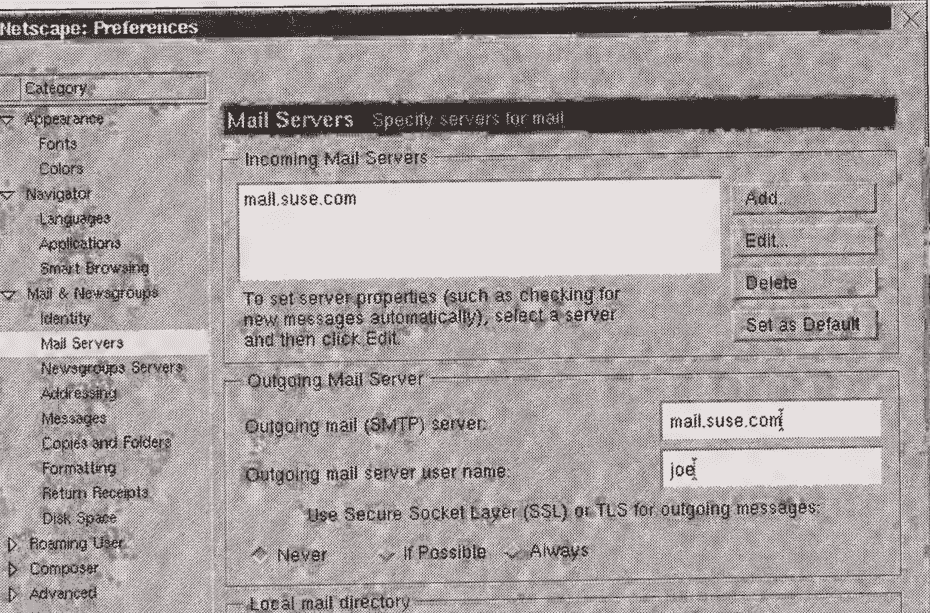 Netscape: Preferences
Category
Appearance
Fonts
Colors
Navigator
Languages
Applications
Smart Browsing
Mail & Newsgroups
Identity
Mail Servers
Newsgroups Servers
Addressing
Messages
Copies and Folders
Formatting
Return Receipts
Disk Space
Roaming User
Composer
Advanced
Mail Servers Specify servers for mail
Incoming Mail Servers
mail.suse.com
Add...
Edit...
Delete
Set as Default
To set server properties (such as checking for
new messages automatically), select a server
and then click Edit.
Outgoing Mail Server
Outgoing mail (SMTP) server: mail.suse.com
Outgoing mail server user name: joe
Use Secure Socket Layer (SSL) or TLS for outgoing messages:
Never If Possible Always
Local mail directory